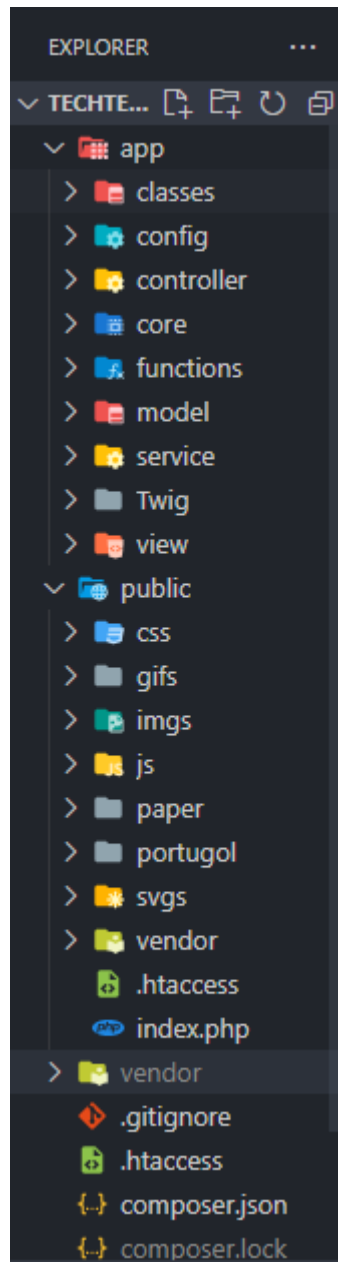 EXPLORER ...
TECHTE...
app
classes
config
controller
core
functions
model
service
Twig
view
public
css
gifs
imgs
js
paper
portugol
svgs
vendor
.htaccess
php index.php
vendor
.gitignore
.htaccess
{..} composer.json
{..} composer.lock